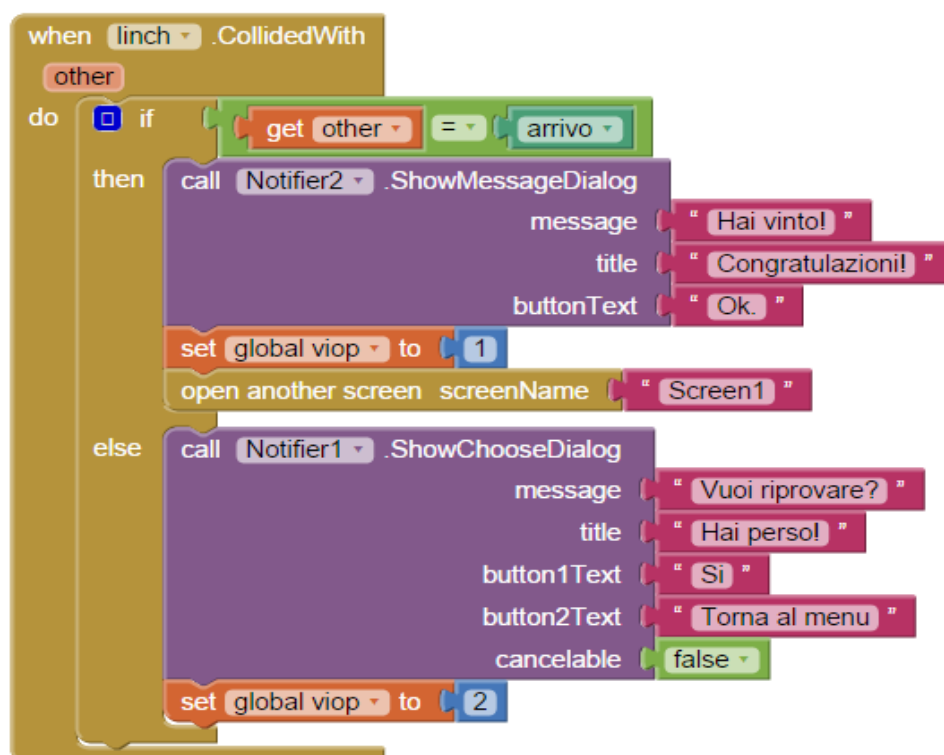 when linch .CollidedWith
other
do if get other = arrivo
then call Notifier2 .ShowMessageDialog
message " Hai vinto! "
title " Congratulazioni! "
buttonText " Ok. "
set global viop to 1
open another screen screenName " Screen1 "
else call Notifier1 .ShowChooseDialog
message " Vuoi riprovare? "
title " Hai perso! "
button1Text " Si "
button2Text " Torna al menu "
cancelable false
set global viop to 2